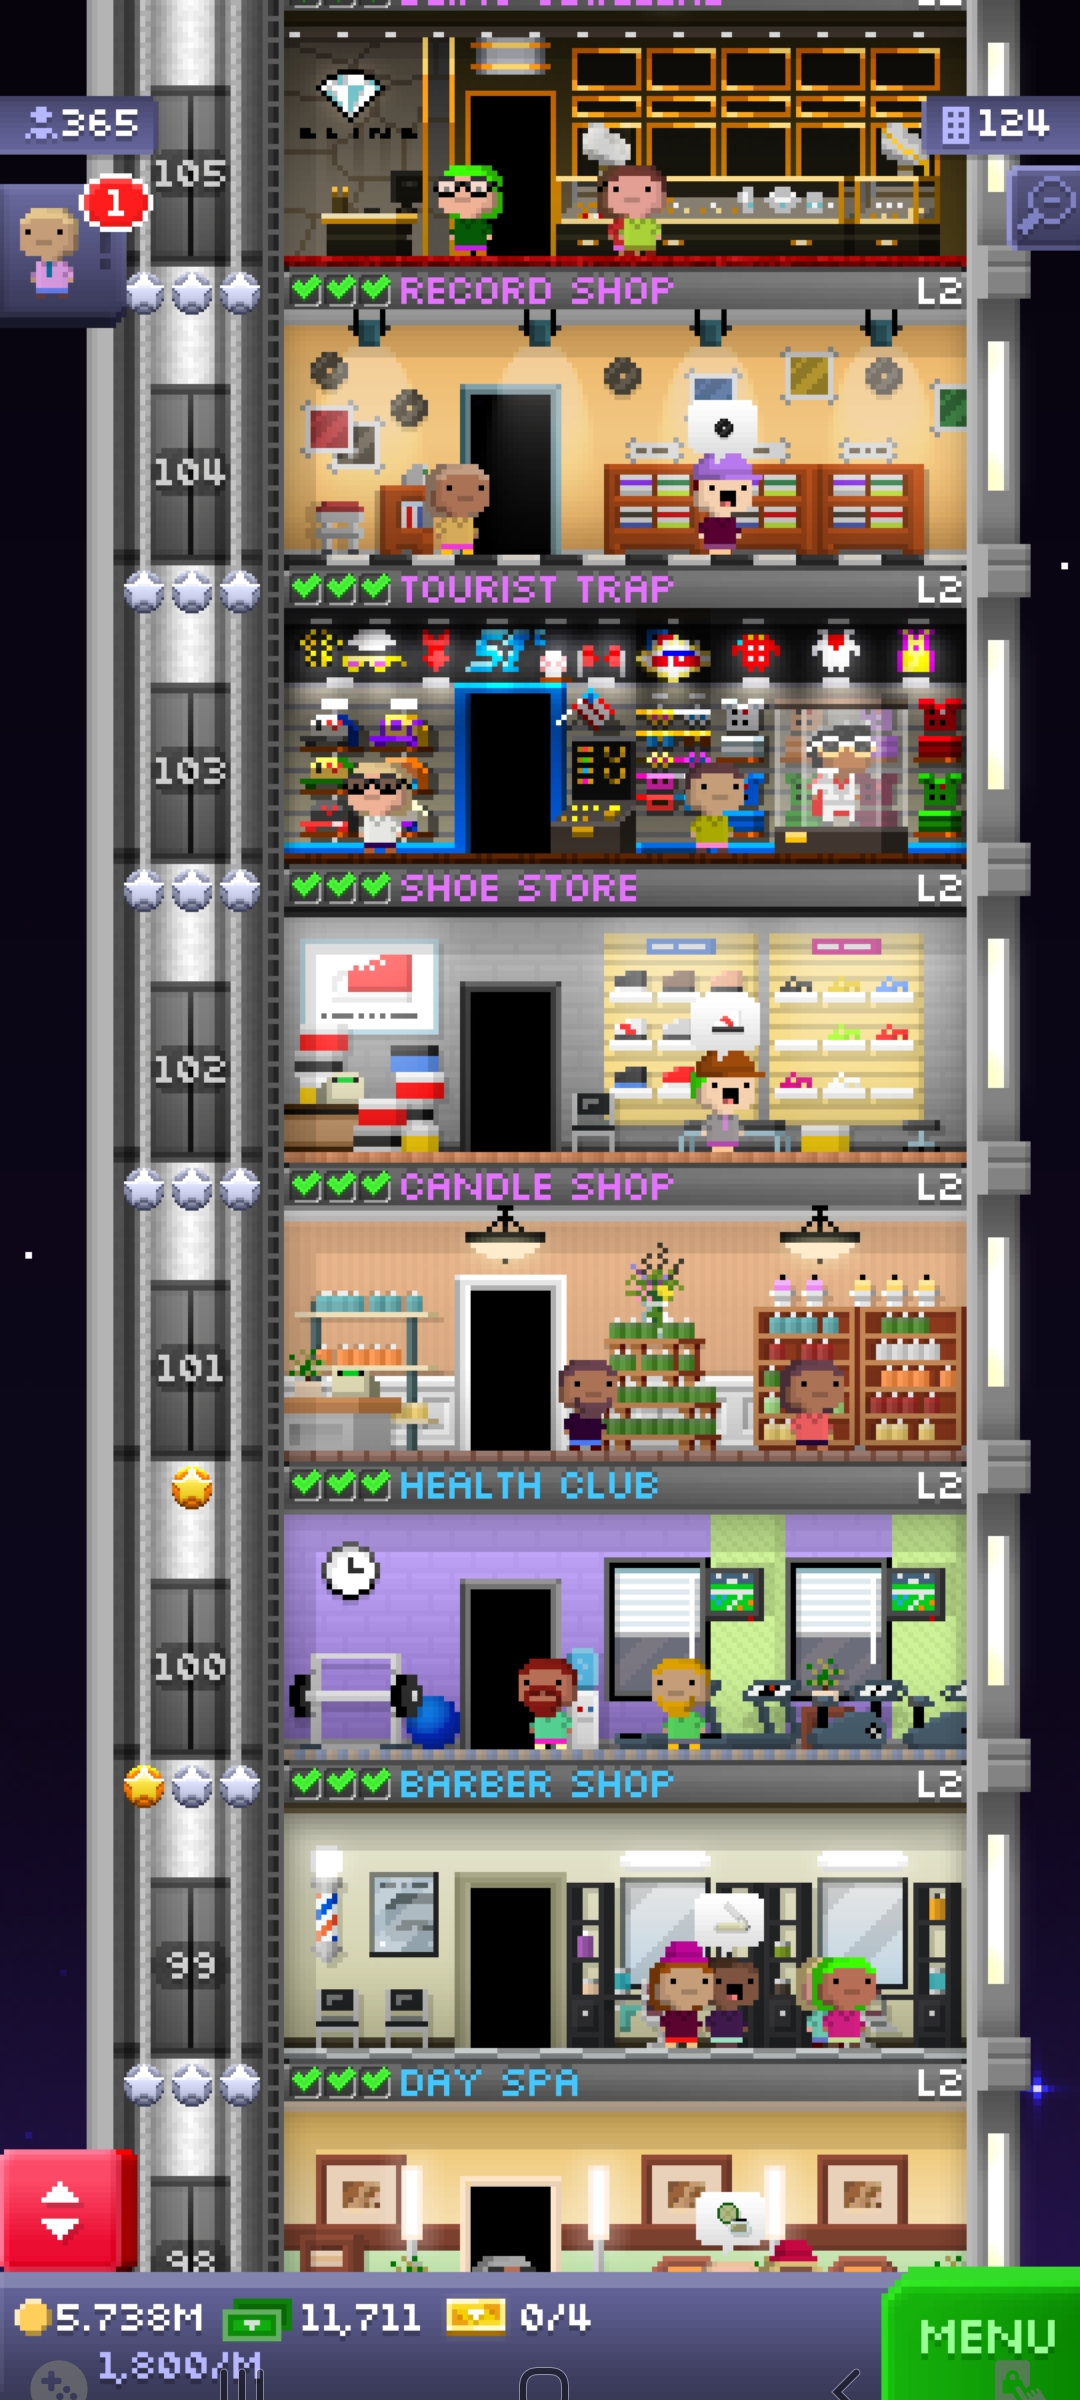 365
124
1
BLING
105
RECORD SHOP L2
104
TOURIST TRAP L2
103
SHOE STORE L2
102
CANDLE SHOP L2
101
HEALTH CLUB L2
100
BARBER SHOP L2
99
DAY SPA L2
98
5.738M 11,711 0/4
1,800/M
MENU